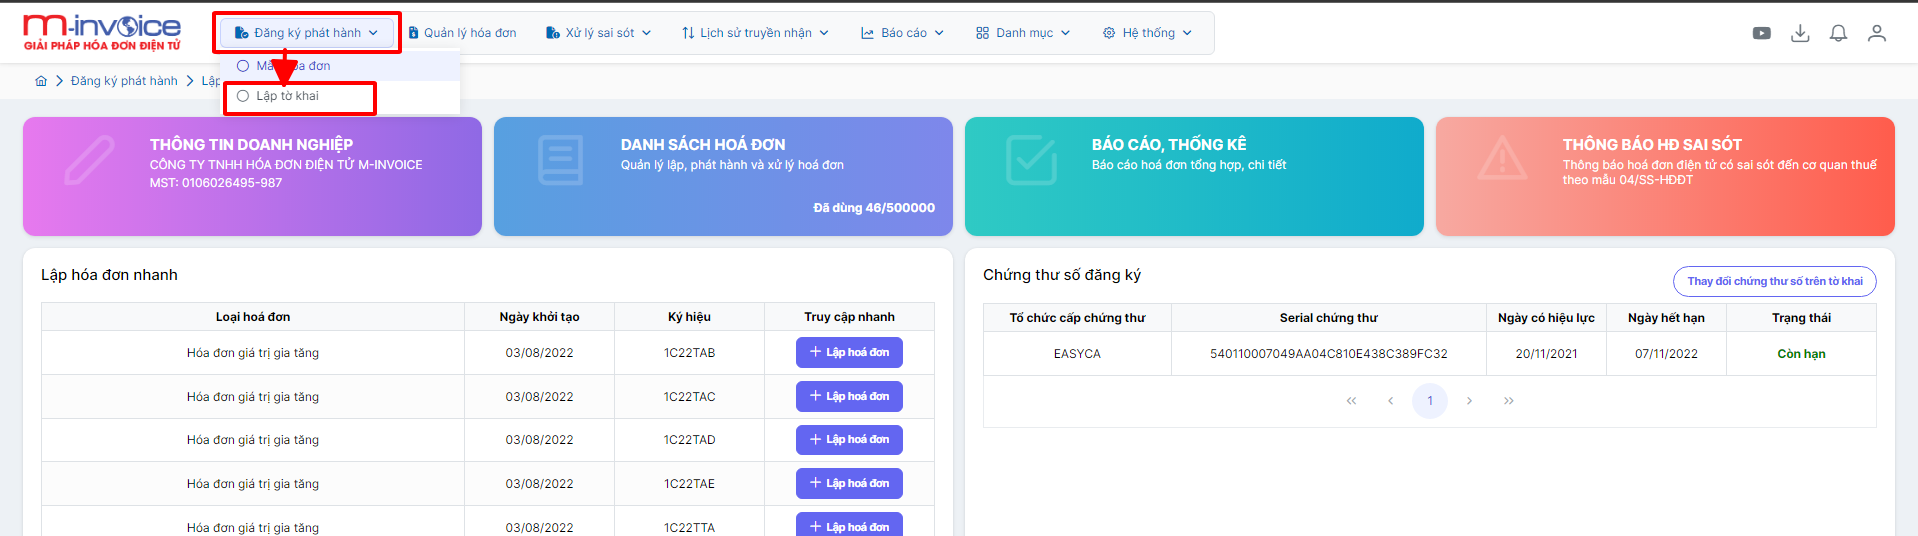 M-INVOICE
GIẢI PHÁP HÓA ĐƠN ĐIỆN TỬ
Đăng ký phát hành
Quản lý hóa đơn
Xử lý sai sót
Lịch sử truyền nhận
Báo cáo
Danh mục
Hệ thống
Đăng ký phát hành
Lập tờ khai
THÔNG TIN DOANH NGHIỆP
CÔNG TY TNHH HÓA ĐƠN ĐIỆN TỬ M-INVOICE
MST: 0106026495-987
DANH SÁCH HOÁ ĐƠN
Quản lý lập, phát hành và xử lý hoá đơn
Đã dùng 46/500000
BÁO CÁO, THỐNG KÊ
Báo cáo hoá đơn tổng hợp, chi tiết
THÔNG BÁO HĐ SAI SÓT
Thông báo hoá đơn điện tử có sai sót đến cơ quan thuế
theo mẫu 04/SS-HĐĐT
Lập hóa đơn nhanh
Loại hoá đơn Ngày khởi tạo Ký hiệu Truy cập nhanh
Hóa đơn giá trị gia tăng 03/08/2022 1C22TAB + Lập hoá đơn
Hóa đơn giá trị gia tăng 03/08/2022 1C22TAC + Lập hoá đơn
Hóa đơn giá trị gia tăng 03/08/2022 1C22TAD + Lập hoá đơn
Hóa đơn giá trị gia tăng 03/08/2022 1C22TAE + Lập hoá đơn
Hóa đơn giá trị gia tăng 03/08/2022 1C22TTA + Lập hoá đơn
Chứng thư số đăng ký
Thay đổi chứng thư số trên tờ khai
Tổ chức cấp chứng thư Serial chứng thư Ngày có hiệu lực Ngày hết hạn Trạng thái
EASYCA 540110007049AA04C810E438C389FC32 20/11/2021 07/11/2022 Còn hạn
1